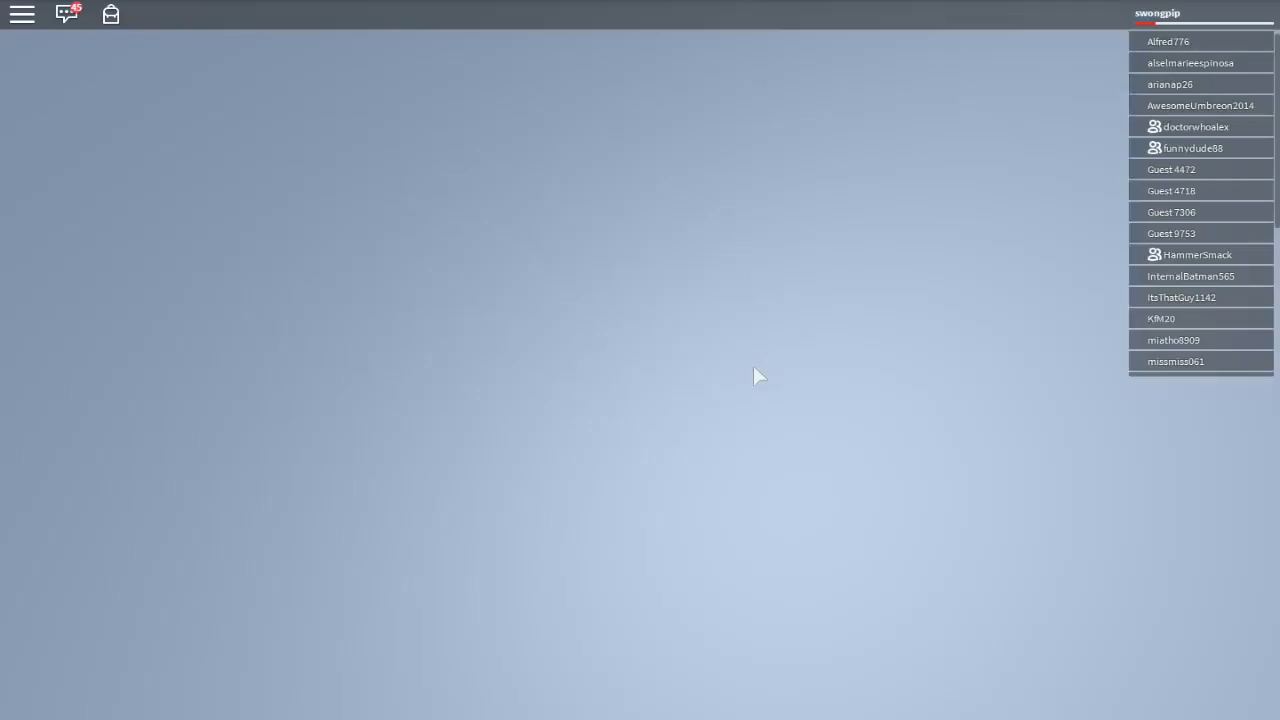 45
swongpip
Alfred776
alselmarieespinosa
arianap26
AwesomeUmbreon2014
doctorwhoalex
funnydude88
Guest 4472
Guest 4718
Guest 7306
Guest 9753
HammerSmack
InternalBatman565
ItsThatGuy1142
KfM20
miatho8909
missmiss061